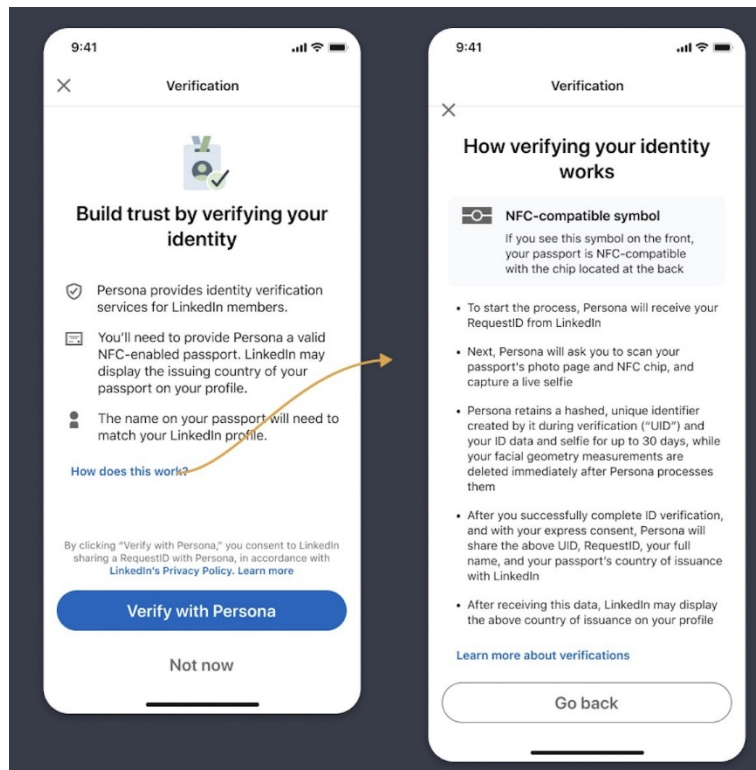 9:41
Verification
Build trust by verifying your
identity
Persona provides identity verification
services for LinkedIn members.
You'll need to provide Persona a valid
NFC-enabled passport. LinkedIn may
display the issuing country of your
passport on your profile.
The name on your passport will need to
match your LinkedIn profile.
How does this work?
By clicking "Verify with Persona," you consent to LinkedIn
sharing a RequestID with Persona, in accordance with
LinkedIn's Privacy Policy. Learn more
Verify with Persona
Not now
9:41
Verification
How verifying your identity
works
NFC-compatible symbol
If you see this symbol on the front,
your passport is NFC-compatible
with the chip located at the back
• To start the process, Persona will receive your
RequestID from LinkedIn
• Next, Persona will ask you to scan your
passport's photo page and NFC chip, and
capture a live selfie
• Persona retains a hashed, unique identifier
created by it during verification ("UID") and
your ID data and selfie for up to 30 days, while
your facial geometry measurements are
deleted immediately after Persona processes
them
• After you successfully complete ID verification,
and with your express consent, Persona will
share the above UID, RequestID, your full
name, and your passport's country of issuance
with LinkedIn
• After receiving this data, LinkedIn may display
the above country of issuance on your profile
Learn more about verifications
Go back